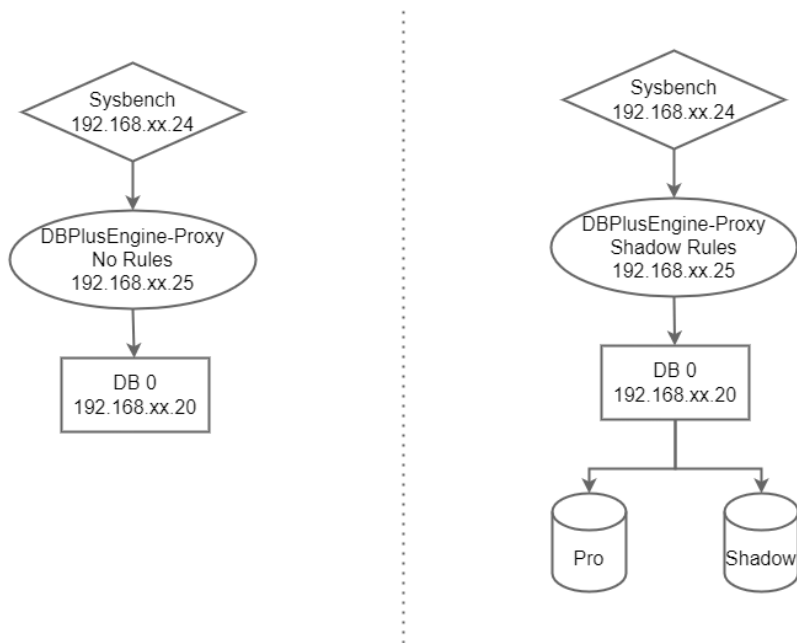 Sysbench
192.168.xx.24
DBPlusEngine-Proxy
No Rules
192.168.xx.25
DB 0
192.168.xx.20
Sysbench
192.168.xx.24
DBPlusEngine-Proxy
Shadow Rules
192.168.xx.25
DB 0
192.168.xx.20
Pro
Shadow